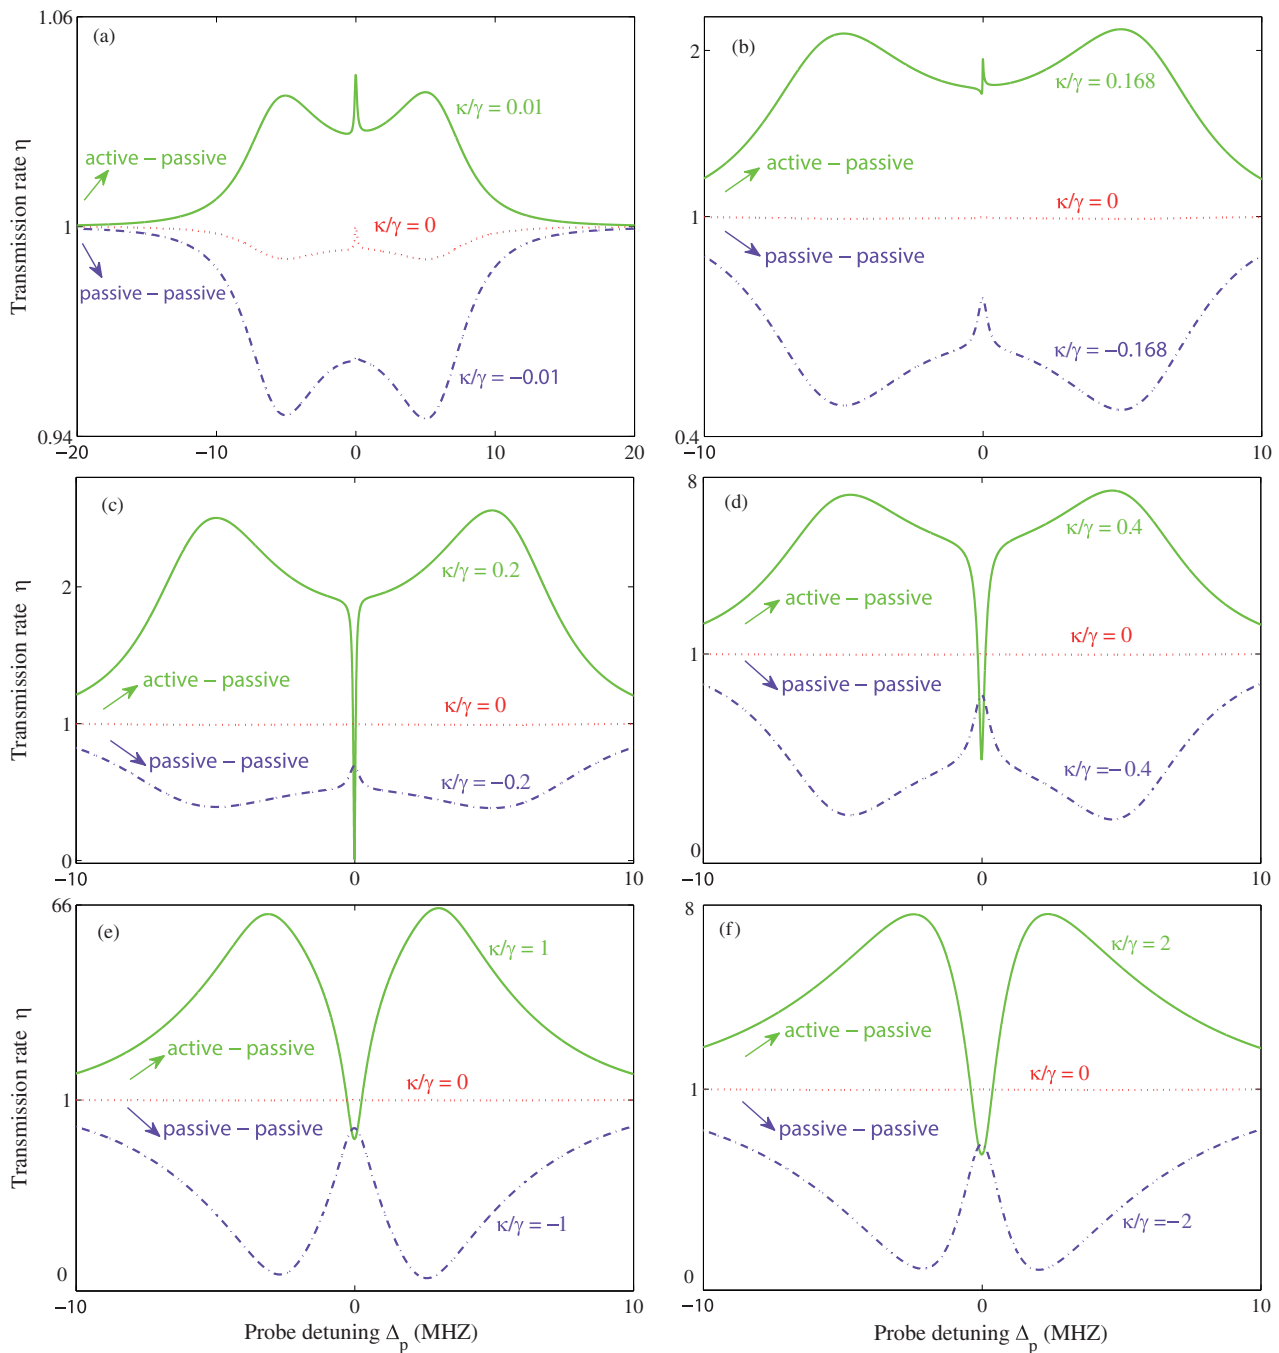 (a)
1.06
1
0.94
−20
−10
0
10
20
Transmission rate η
κ/γ = 0.01
active − passive
κ/γ = 0
passive − passive
κ/γ = −0.01
(b)
2
1
0.4
−10
0
10
κ/γ = 0.168
active − passive
κ/γ = 0
passive − passive
κ/γ = −0.168
(c)
2
1
0
−10
0
10
Transmission rate η
κ/γ = 0.2
active − passive
κ/γ = 0
passive − passive
κ/γ = −0.2
(d)
8
1
0
−10
0
10
κ/γ = 0.4
active − passive
κ/γ = 0
passive − passive
κ/γ =− 0.4
(e)
66
1
0
−10
0
10
Transmission rate η
κ/γ = 1
active − passive
κ/γ = 0
passive − passive
κ/γ = −1
Probe detuning Δp (MHZ)
(f)
8
1
0
−10
0
10
κ/γ = 2
active − passive
κ/γ = 0
passive − passive
κ/γ = −2
Probe detuning Δp (MHZ)